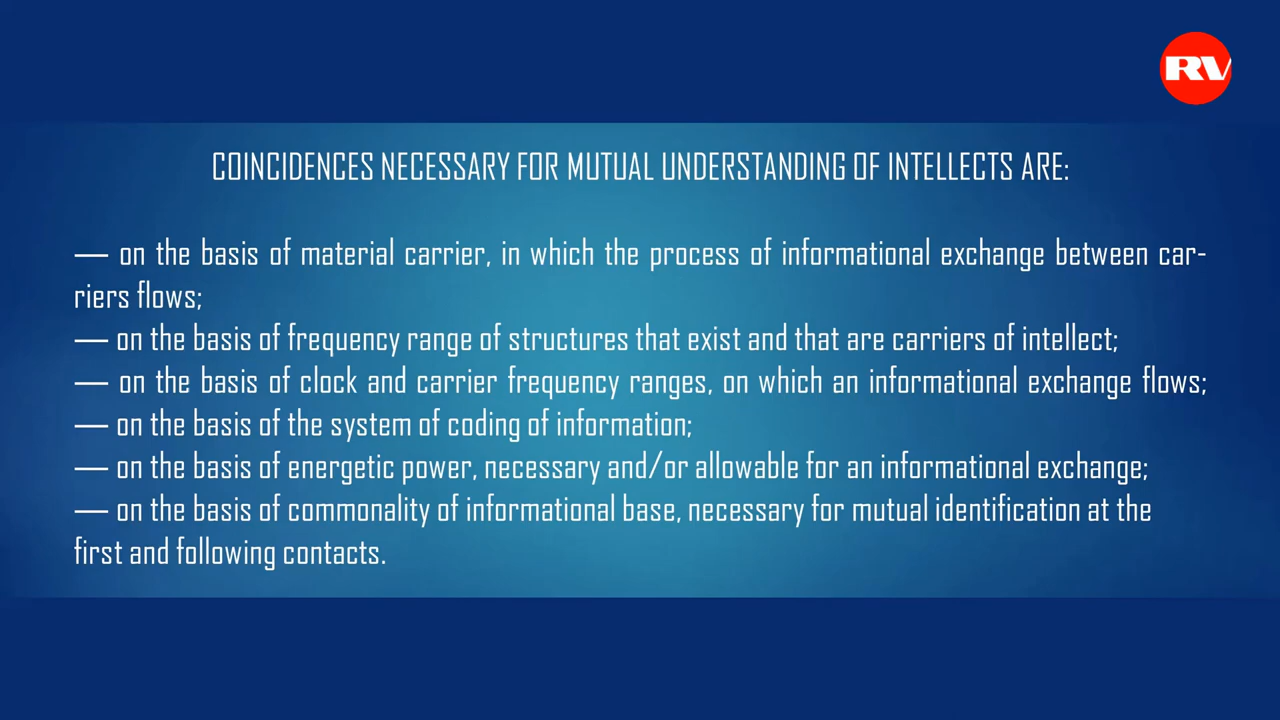 RV
COINCIDENCES NECESSARY FOR MUTUAL UNDERSTANDING OF INTELLECTS ARE:
— on the basis of material carrier, in which the process of informational exchange between car-
riers flows;
— on the basis of frequency range of structures that exist and that are carriers of intellect;
— on the basis of clock and carrier frequency ranges, on which an informational exchange flows;
— on the basis of the system of coding of information;
— on the basis of energetic power, necessary and/or allowable for an informational exchange;
— on the basis of commonality of informational base, necessary for mutual identification at the
first and following contacts.